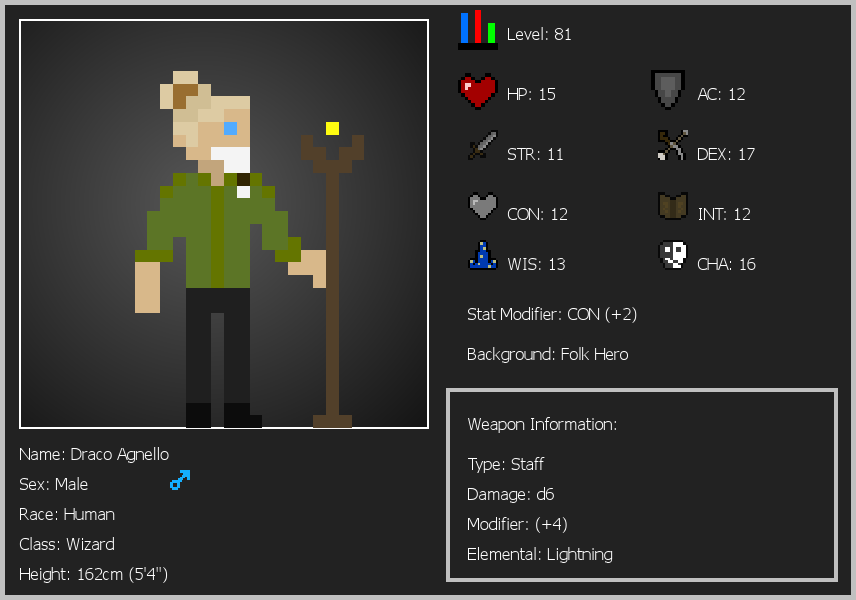 Level: 81
HP: 15
AC: 12
STR: 11
DEX: 17
CON: 12
INT: 12
WIS: 13
CHA: 16
Stat Modifier: CON (+2)
Background: Folk Hero
Weapon Information:
Type: Staff
Damage: d6
Modifier: (+4)
Elemental: Lightning
Name: Draco Agnello
Sex: Male
Race: Human
Class: Wizard
Height: 162cm (5'4")